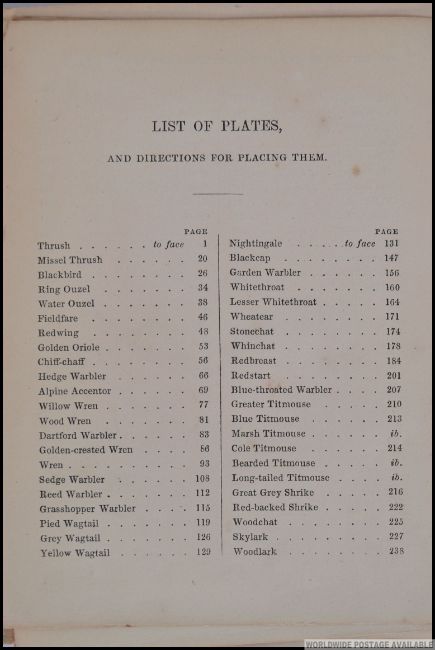 LIST OF PLATES,
AND DIRECTIONS FOR PLACING THEM.
PAGE
Thrush . . . . . . to face 1
Missel Thrush . . . . . . 20
Blackbird . . . . . . . 26
Ring Ouzel . . . . . . 34
Water Ouzel . . . . . . 38
Fieldfare . . . . . . . 46
Redwing . . . . . . . 48
Golden Oriole . . . . . . 53
Chiff-chaff . . . . . . . 56
Hedge Warbler . . . . . . 66
Alpine Accentor . . . . . . 69
Willow Wren . . . . . . 77
Wood Wren . . . . . . 81
Dartford Warbler . . . . . . 83
Golden-crested Wren . . . . 86
Wren . . . . . . . . 93
Sedge Warbler . . . . . . 108
Reed Warbler . . . . . . 112
Grasshopper Warbler . . . . 115
Pied Wagtail . . . . . . 119
Grey Wagtail . . . . . . 126
Yellow Wagtail . . . . . . 129
PAGE
Nightingale . . . . . to face 131
Blackcap . . . . . . . . 147
Garden Warbler . . . . . . 156
Whitethroat . . . . . . . 160
Lesser Whitethroat . . . . . 164
Wheatear . . . . . . . 171
Stonechat . . . . . . . 174
Whinchat . . . . . . . 178
Redbreast . . . . . . . 184
Redstart . . . . . . . 201
Blue-throated Warbler . . . . 207
Greater Titmouse . . . . . 210
Blue Titmouse . . . . . . 213
Marsh Titmouse . . . . . . ib.
Cole Titmouse . . . . . . 214
Bearded Titmouse . . . . . ib.
Long-tailed Titmouse . . . . ib.
Great Grey Shrike . . . . . 216
Red-backed Shrike . . . . . 222
Woodchat . . . . . . . 225
Skylark . . . . . . . . 227
Woodlark . . . . . . . 238
WORLDWIDE POSTAGE AVAILABLE